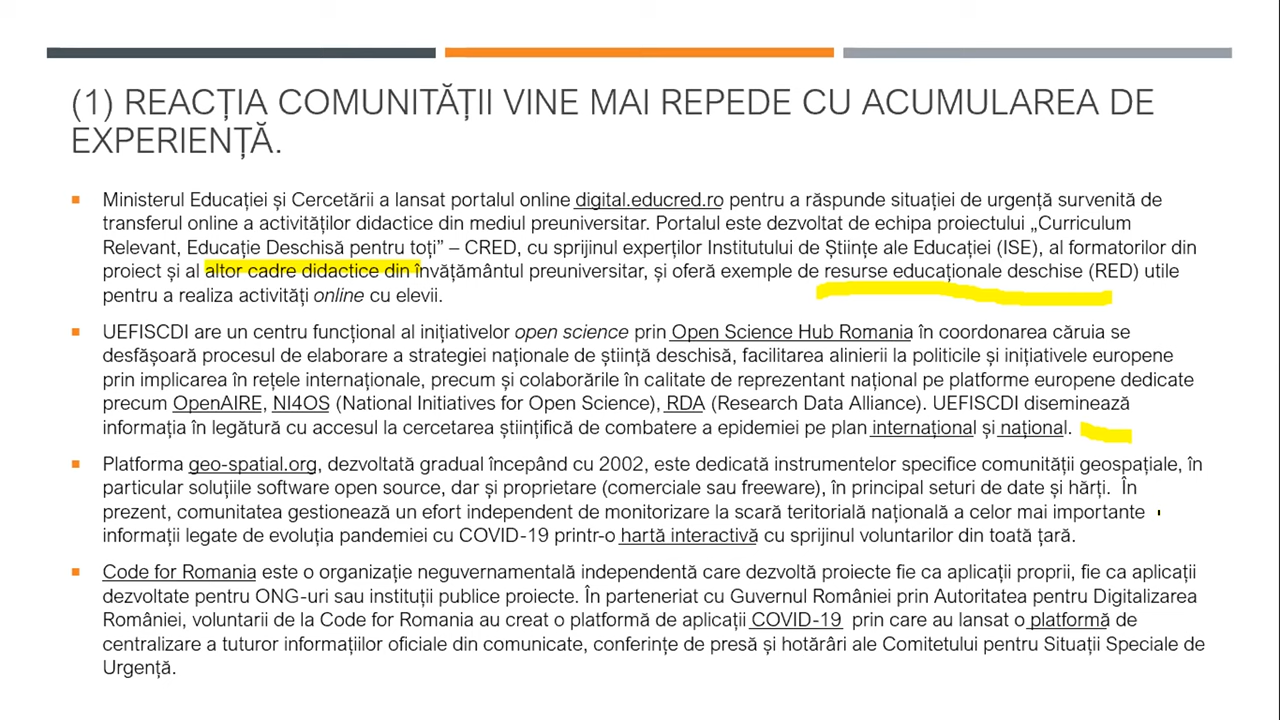 (1) REACȚIA COMUNITĂȚII VINE MAI REPEDE CU ACUMULAREA DE
EXPERIENȚĂ.
Ministerul Educației și Cercetării a lansat portalul online digital.educred.ro pentru a răspunde situației de urgență survenită de
transferul online a activităților didactice din mediul preuniversitar. Portalul este dezvoltat de echipa proiectului „Curriculum
Relevant, Educație Deschisă pentru toți” – CRED, cu sprijinul experților Institutului de Științe ale Educației (ISE), al formatorilor din
proiect și al altor cadre didactice din învățământul preuniversitar, și oferă exemple de resurse educaționale deschise (RED) utile
pentru a realiza activități online cu elevii.
UEFISCDI are un centru funcțional al inițiativelor open science prin Open Science Hub Romania în coordonarea căruia se
desfășoară procesul de elaborare a strategiei naționale de știință deschisă, facilitarea alinierii la politicile și inițiativele europene
prin implicarea în rețele internaționale, precum și colaborările în calitate de reprezentant național pe platforme europene dedicate
precum OpenAIRE, NI4OS (National Initiatives for Open Science), RDA (Research Data Alliance). UEFISCDI diseminează
informația în legătură cu accesul la cercetarea științifică de combatere a epidemiei pe plan internațional și național.
Platforma geo-spatial.org, dezvoltată gradual începând cu 2002, este dedicată instrumentelor specifice comunității geospațiale, în
particular soluțiile software open source, dar și proprietare (comerciale sau freeware), în principal seturi de date și hărți. În
prezent, comunitatea gestionează un efort independent de monitorizare la scară teritorială națională a celor mai importante
informații legate de evoluția pandemiei cu COVID-19 printr-o hartă interactivă cu sprijinul voluntarilor din toată țară.
Code for Romania este o organizație neguvernamentală independentă care dezvoltă proiecte fie ca aplicații proprii, fie ca aplicații
dezvoltate pentru ONG-uri sau instituții publice proiecte. În parteneriat cu Guvernul României prin Autoritatea pentru Digitalizarea
României, voluntarii de la Code for Romania au creat o platformă de aplicații COVID-19 prin care au lansat o platformă de
centralizare a tuturor informațiilor oficiale din comunicate, conferințe de presă și hotărâri ale Comitetului pentru Situații Speciale de
Urgență.